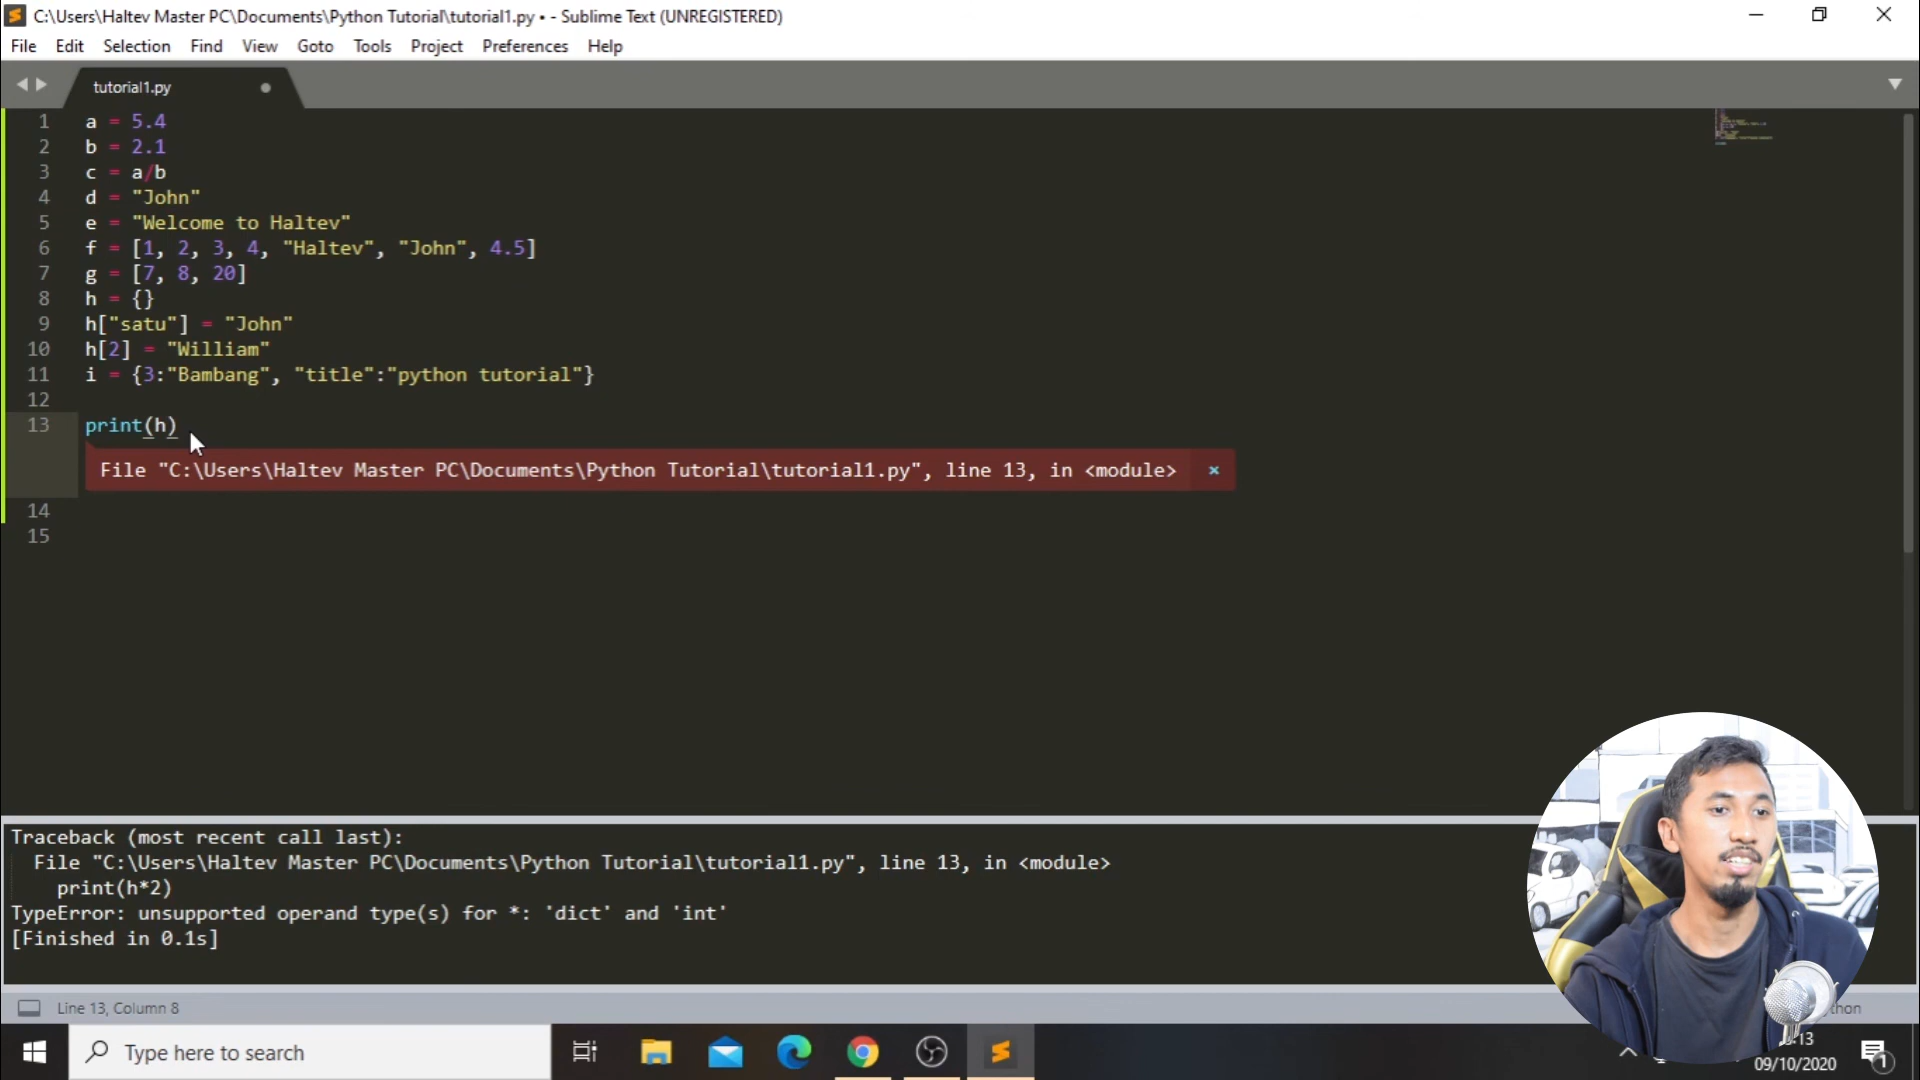 C:\Users\Haltev Master PC\Documents\Python Tutorial\tutorial1.py • - Sublime Text (UNREGISTERED)
File Edit Selection Find View Goto Tools Project Preferences Help
tutorial1.py
1 a = 5.4
2 b = 2.1
3 c = a/b
4 d = "John"
5 e = "Welcome to Haltev"
6 f = [1, 2, 3, 4, "Haltev", "John", 4.5]
7 g = [7, 8, 20]
8 h = {}
9 h["satu"] = "John"
10 h[2] = "William"
11 i = {3:"Bambang", "title":"python tutorial"}
12
13 print(h)
File "C:\Users\Haltev Master PC\Documents\Python Tutorial\tutorial1.py", line 13, in <module> ×
14
15
Traceback (most recent call last):
File "C:\Users\Haltev Master PC\Documents\Python Tutorial\tutorial1.py", line 13, in <module>
print(h*2)
TypeError: unsupported operand type(s) for *: 'dict' and 'int'
[Finished in 0.1s]
Line 13, Column 8
Type here to search
09/10/2020
1